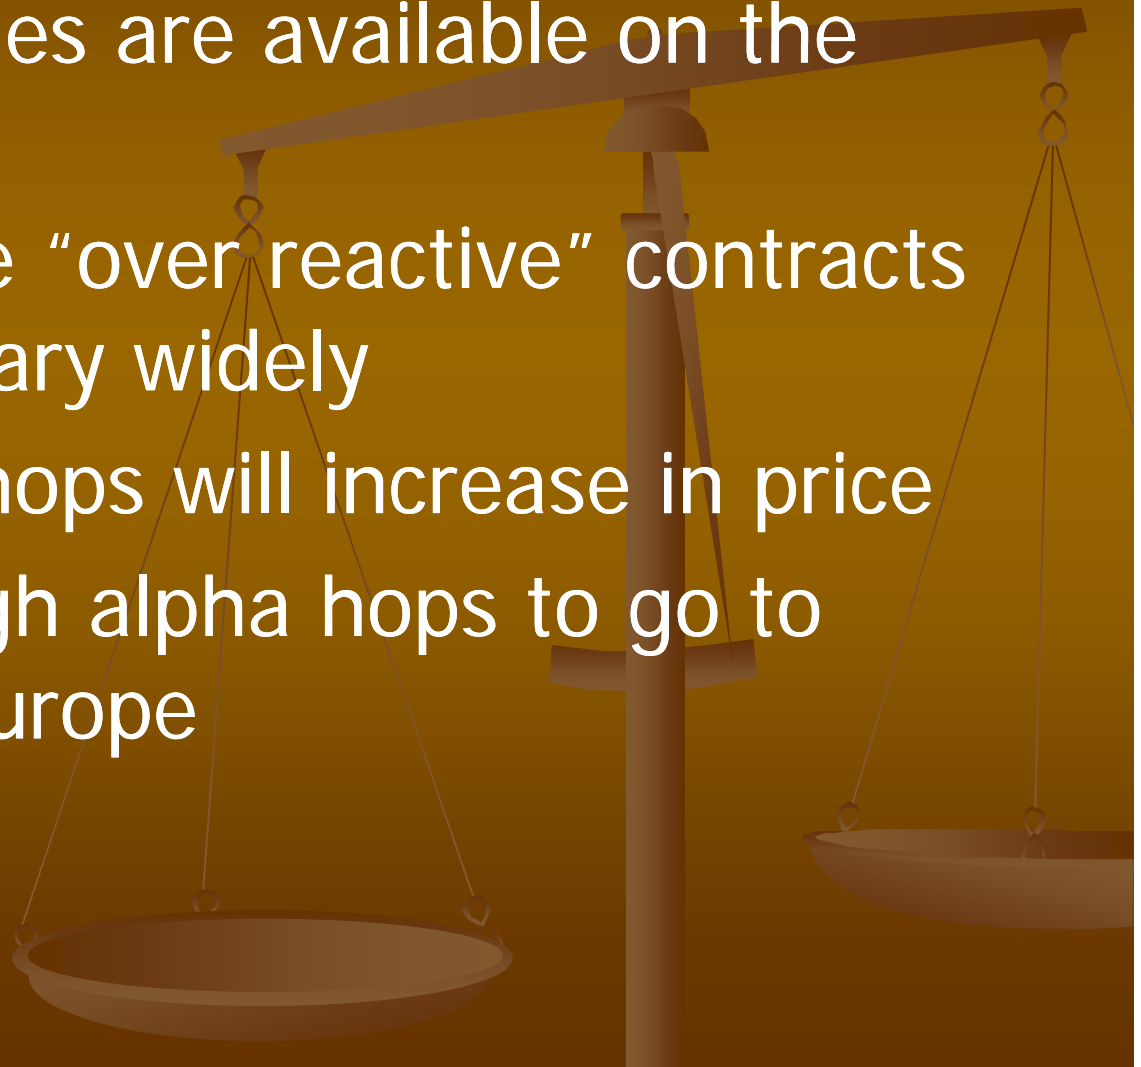 es are available on the
e “over reactive” contracts
ary widely
hops will increase in price
gh alpha hops to go to
urope